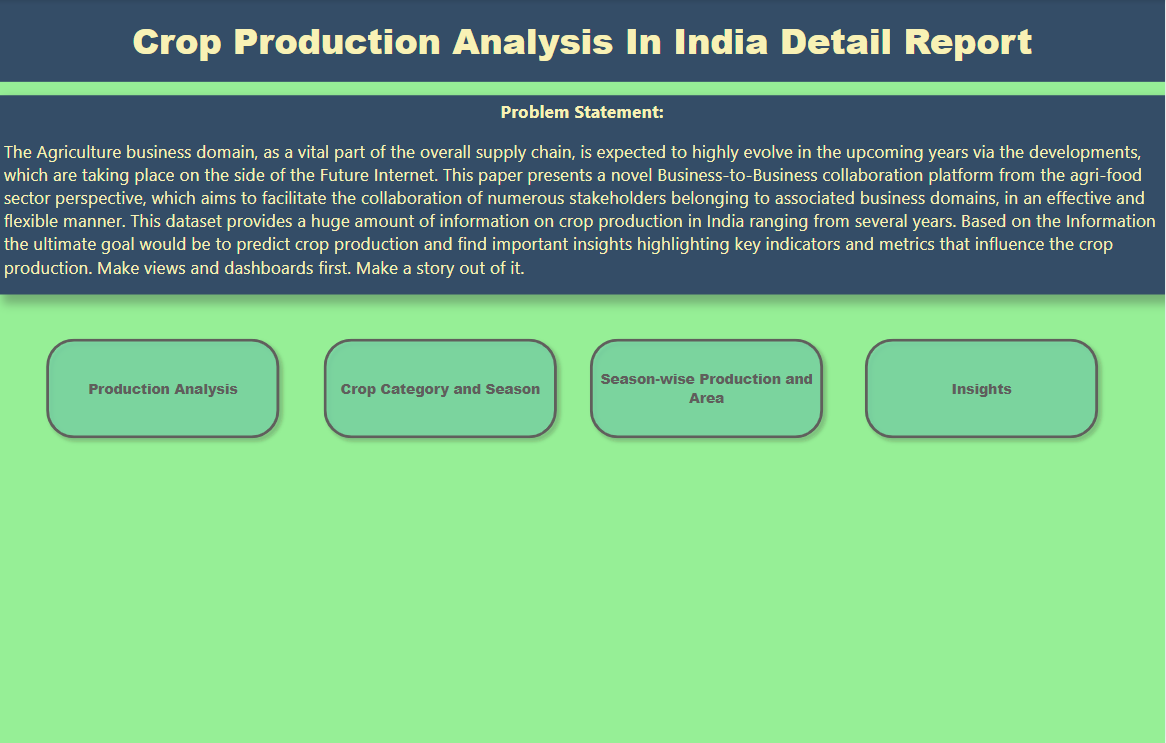 Crop Production Analysis In India Detail Report
Problem Statement:
The Agriculture business domain, as a vital part of the overall supply chain, is expected to highly evolve in the upcoming years via the developments,
which are taking place on the side of the Future Internet. This paper presents a novel Business-to-Business collaboration platform from the agri-food
sector perspective, which aims to facilitate the collaboration of numerous stakeholders belonging to associated business domains, in an effective and
flexible manner. This dataset provides a huge amount of information on crop production in India ranging from several years. Based on the Information
the ultimate goal would be to predict crop production and find important insights highlighting key indicators and metrics that influence the crop
production. Make views and dashboards first. Make a story out of it.
Production Analysis
Crop Category and Season
Season-wise Production and
Area
Insights